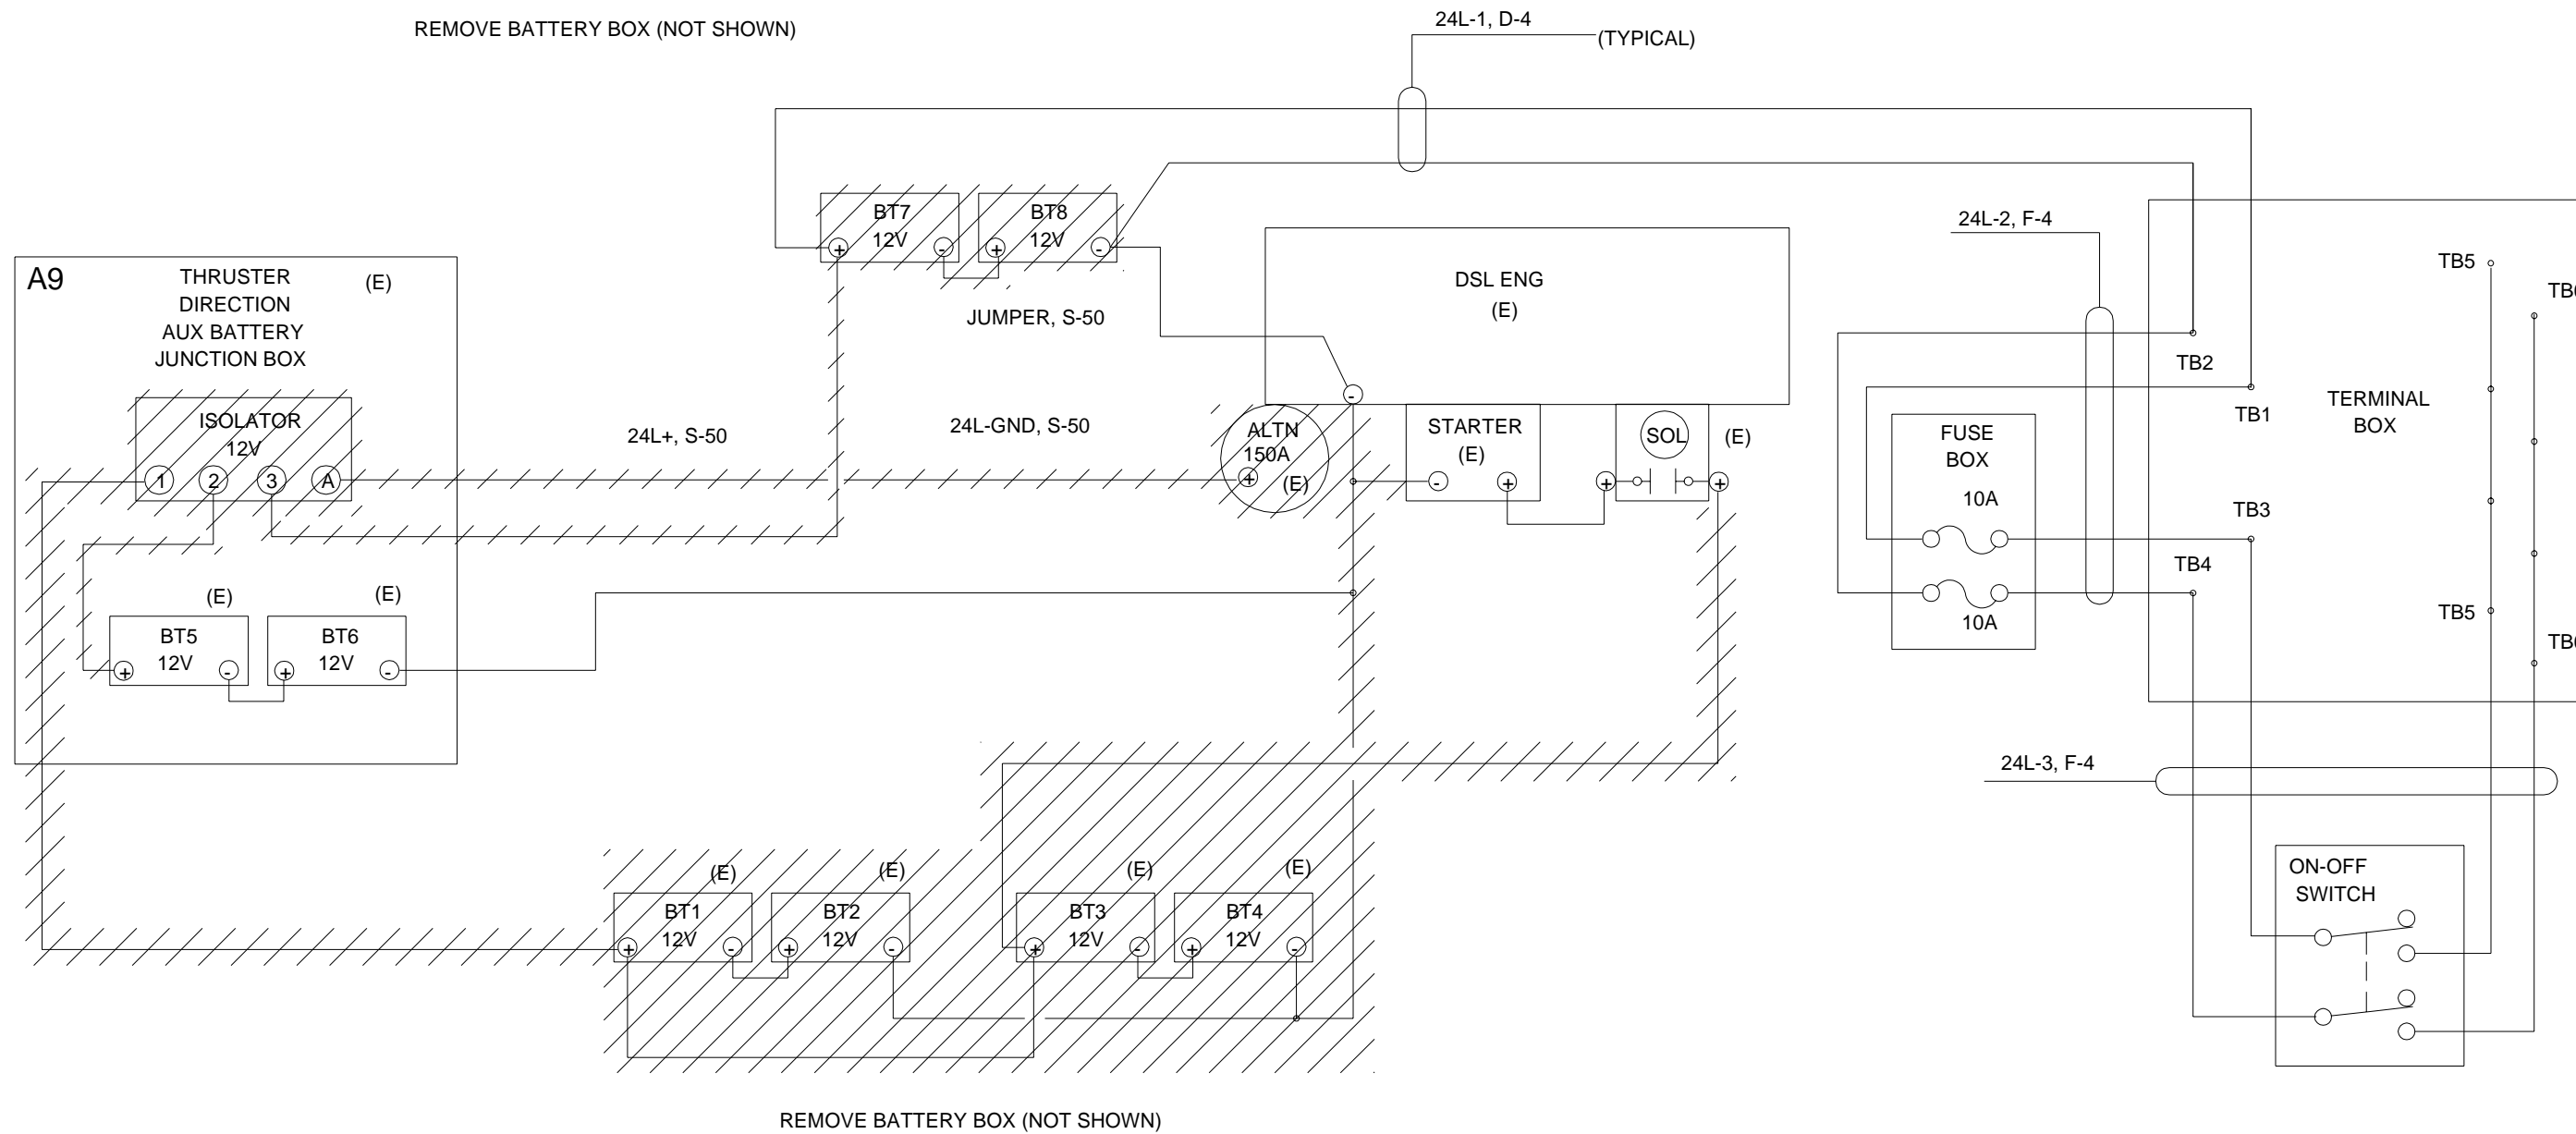 REMOVE BATTERY BOX (NOT SHOWN)
24L-1, D-4
(TYPICAL)
BT7
12V
+
-
BT8
12V
+
-
JUMPER, S-50
A9
THRUSTER
DIRECTION
AUX BATTERY
JUNCTION BOX
(E)
ISOLATOR
12V
1
2
3
A
24L+, S-50
24L-GND, S-50
DSL ENG
(E)
-
ALTN
150A
+
(E)
STARTER
(E)
-
+
SOL
(E)
+
+
24L-2, F-4
FUSE
BOX
10A
10A
TB2
TB1
TB3
TB4
TERMINAL
BOX
TB5
TB5
(E)
(E)
BT5
12V
+
-
BT6
12V
+
-
24L-3, F-4
ON-OFF
SWITCH
(E)
(E)
(E)
(E)
BT1
12V
+
-
BT2
12V
+
-
BT3
12V
+
-
BT4
12V
+
-
REMOVE BATTERY BOX (NOT SHOWN)